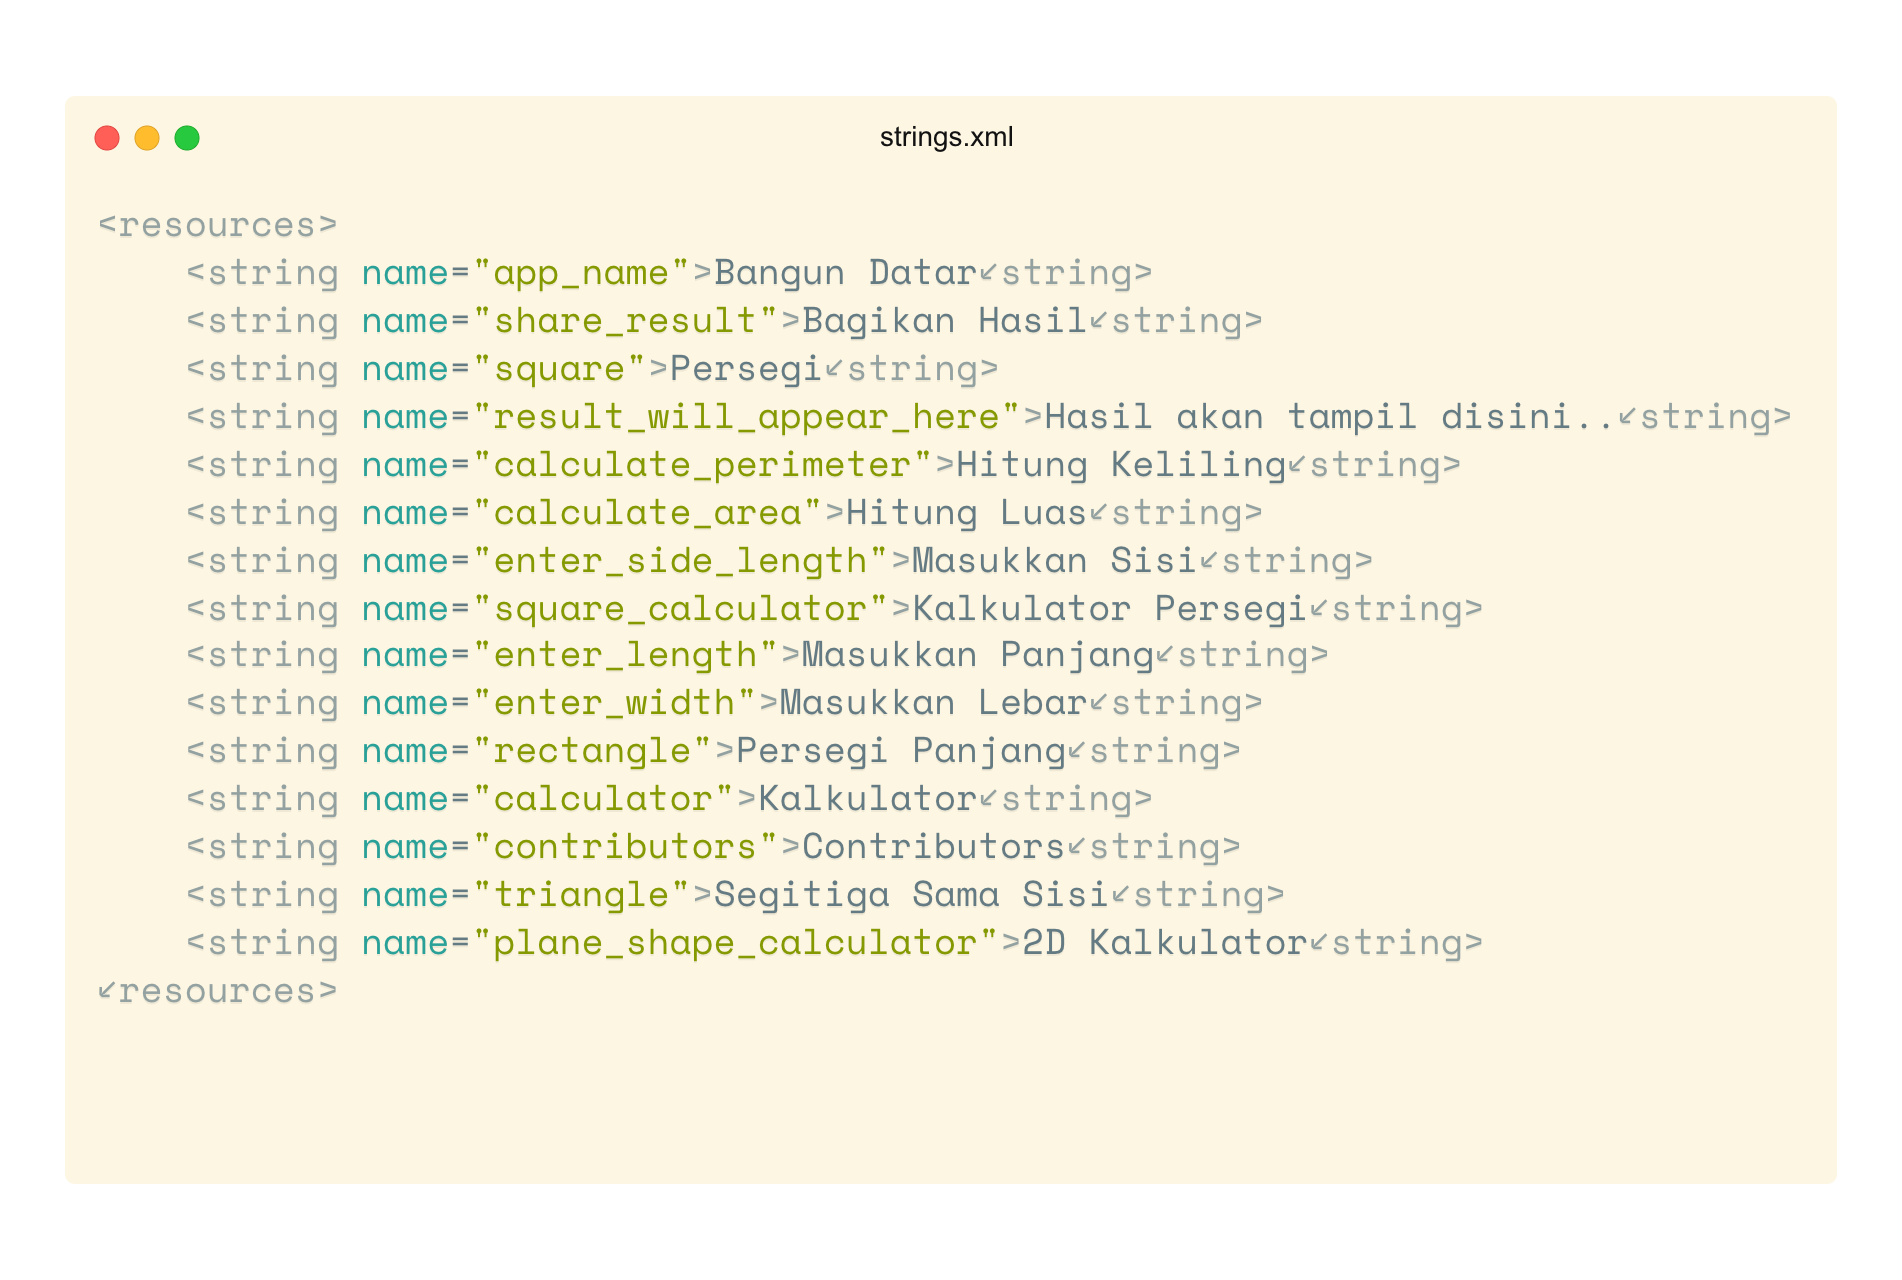 strings.xml
<resources>
    <string name="app_name">Bangun Datar</string>
    <string name="share_result">Bagikan Hasil</string>
    <string name="square">Persegi</string>
    <string name="result_will_appear_here">Hasil akan tampil disini..</string>
    <string name="calculate_perimeter">Hitung Keliling</string>
    <string name="calculate_area">Hitung Luas</string>
    <string name="enter_side_length">Masukkan Sisi</string>
    <string name="square_calculator">Kalkulator Persegi</string>
    <string name="enter_length">Masukkan Panjang</string>
    <string name="enter_width">Masukkan Lebar</string>
    <string name="rectangle">Persegi Panjang</string>
    <string name="calculator">Kalkulator</string>
    <string name="contributors">Contributors</string>
    <string name="triangle">Segitiga Sama Sisi</string>
    <string name="plane_shape_calculator">2D Kalkulator</string>
</resources>